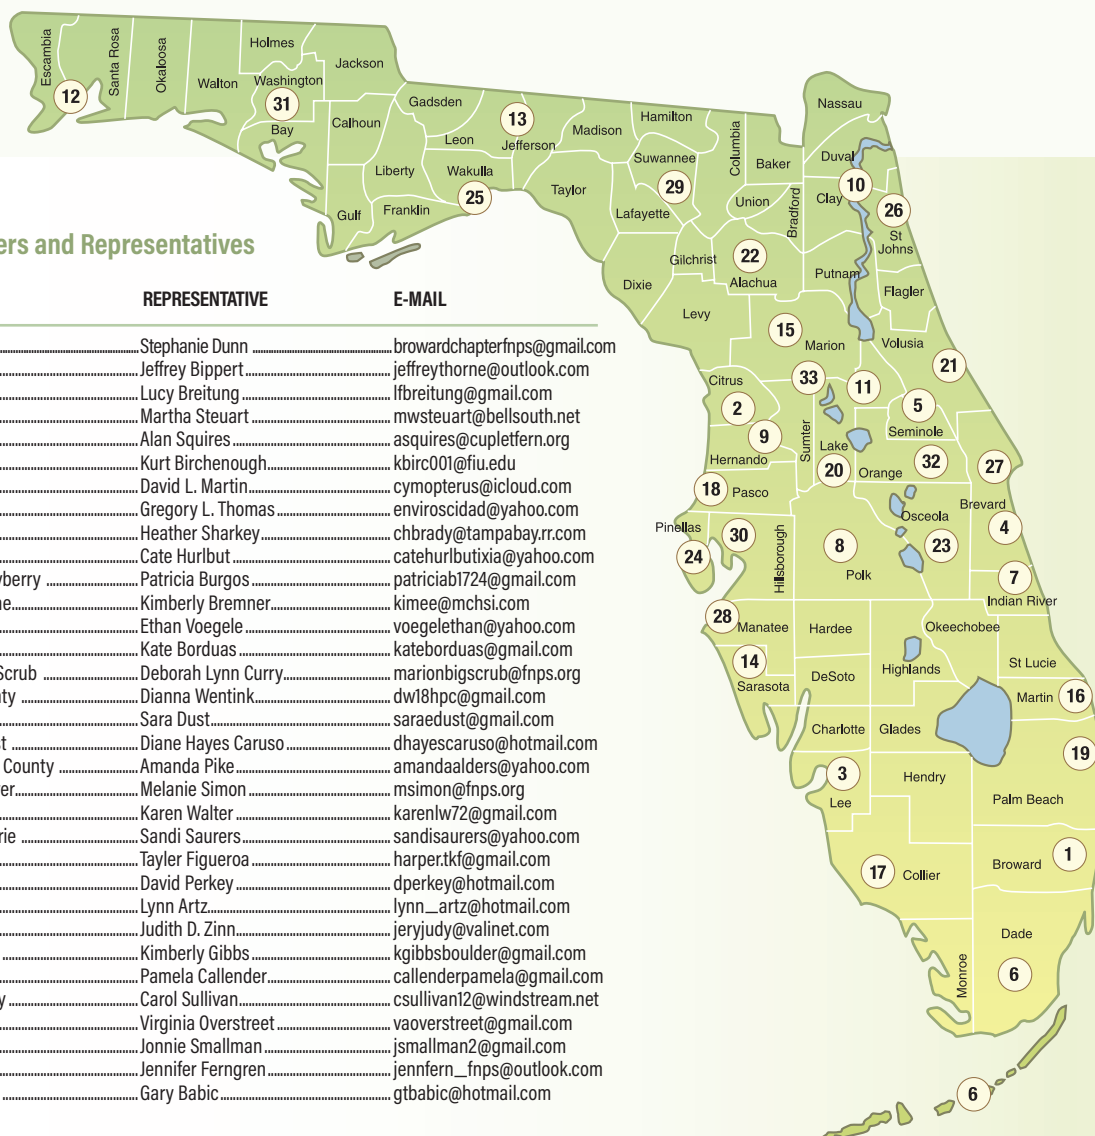 ers and Representatives
REPRESENTATIVE E-MAIL
Stephanie Dunn browardchapterfnps@gmail.com
Jeffrey Bippert jeffreythorne@outlook.com
Lucy Breitung lfbreitung@gmail.com
Martha Steuart mwsteuart@bellsouth.net
Alan Squires asquires@cupletfern.org
Kurt Birchenough kbirc001@fiu.edu
David L. Martin cymopterus@icloud.com
Gregory L. Thomas enviroscidad@yahoo.com
Heather Sharkey chbrady@tampabay.rr.com
Cate Hurlbut catehurlbutixia@yahoo.com
yberry Patricia Burgos patriciab1724@gmail.com
ne Kimberly Bremner kimee@mchsi.com
Ethan Voegele voegelethan@yahoo.com
Kate Borduas kateborduas@gmail.com
Scrub Deborah Lynn Curry marionbigscrub@fnps.org
nty Dianna Wentink dw18hpc@gmail.com
Sara Dust saraedust@gmail.com
st Diane Hayes Caruso dhayescaruso@hotmail.com
County Amanda Pike amandaalders@yahoo.com
er Melanie Simon msimon@fnps.org
Karen Walter karenlw72@gmail.com
rie Sandi Saurers sandisaurers@yahoo.com
Tayler Figueroa harper.tkf@gmail.com
David Perkey dperkey@hotmail.com
Lynn Artz lynn_artz@hotmail.com
Judith D. Zinn jeryjudy@valinet.com
Kimberly Gibbs kgibbsboulder@gmail.com
Pamela Callender callenderpamela@gmail.com
y Carol Sullivan csullivan12@windstream.net
Virginia Overstreet vaoverstreet@gmail.com
Jonnie Smallman jsmallman2@gmail.com
Jennifer Ferngren jennfern_fnps@outlook.com
Gary Babic gtbabic@hotmail.com
Escambia
12
Santa Rosa
Okaloosa
Walton
Holmes
Washington
31
Bay
Jackson
Calhoun
Gulf
Gadsden
Liberty
Franklin
Leon
Wakulla
25
13
Jefferson
Madison
Taylor
Hamilton
Suwannee
29
Lafayette
Dixie
Columbia
Baker
Union
Bradford
Gilchrist
22
Alachua
Levy
Nassau
Duval
10
Clay
26
St
Johns
Putnam
Flagler
15
Marion
Volusia
21
Citrus
2
33
11
5
Seminole
9
Hernando
Sumter
Lake
20
Orange
32
27
18
Pasco
Brevard
Osceola
4
Pinellas
24
30
Hillsborough
8
Polk
23
7
Indian River
28
Manatee
Hardee
Okeechobee
14
Sarasota
DeSoto
Highlands
St Lucie
Martin
16
Charlotte
Glades
19
3
Lee
Hendry
Palm Beach
17
Collier
Broward
1
Monroe
Dade
6
6